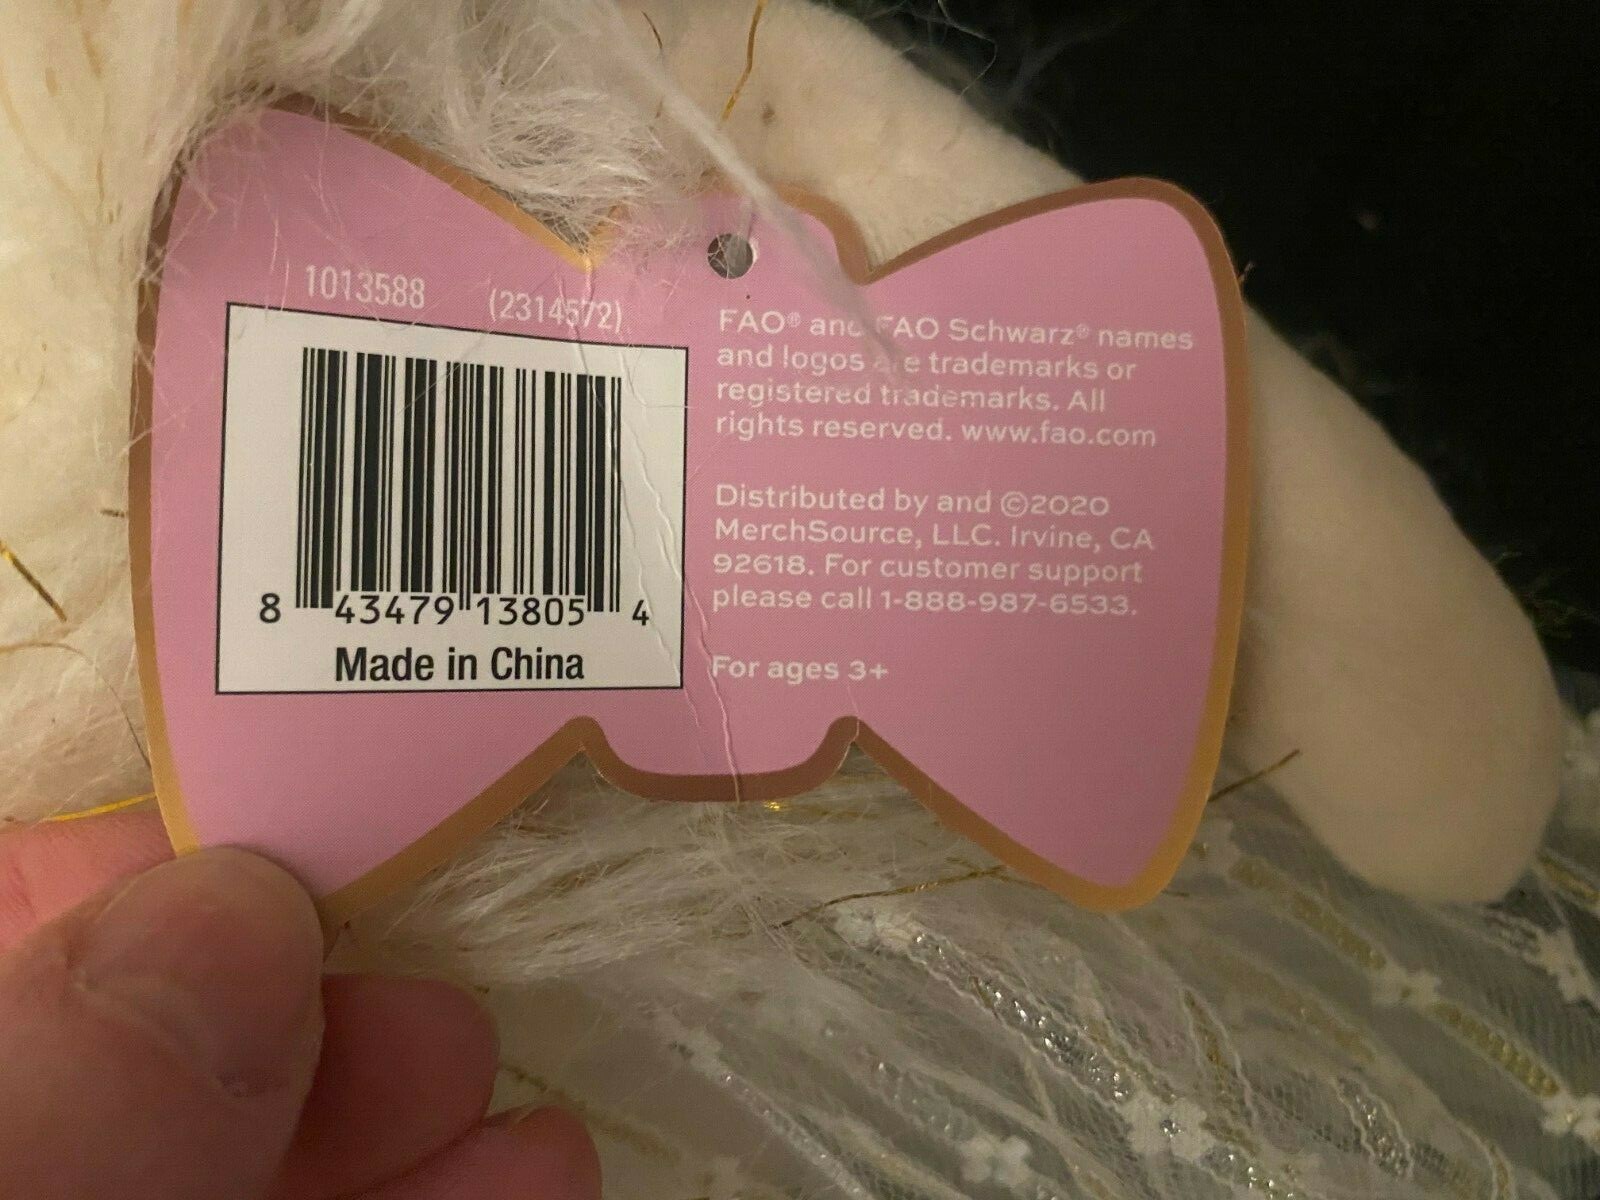 1013588 (2314572)
8 43479 13805 4
Made in China
FAO® and FAO Schwarz® names
and logos are trademarks or
registered trademarks. All
rights reserved. www.fao.com
Distributed by and ©2020
MerchSource, LLC. Irvine, CA
92618. For customer support
please call 1-888-987-6533.
For ages 3+